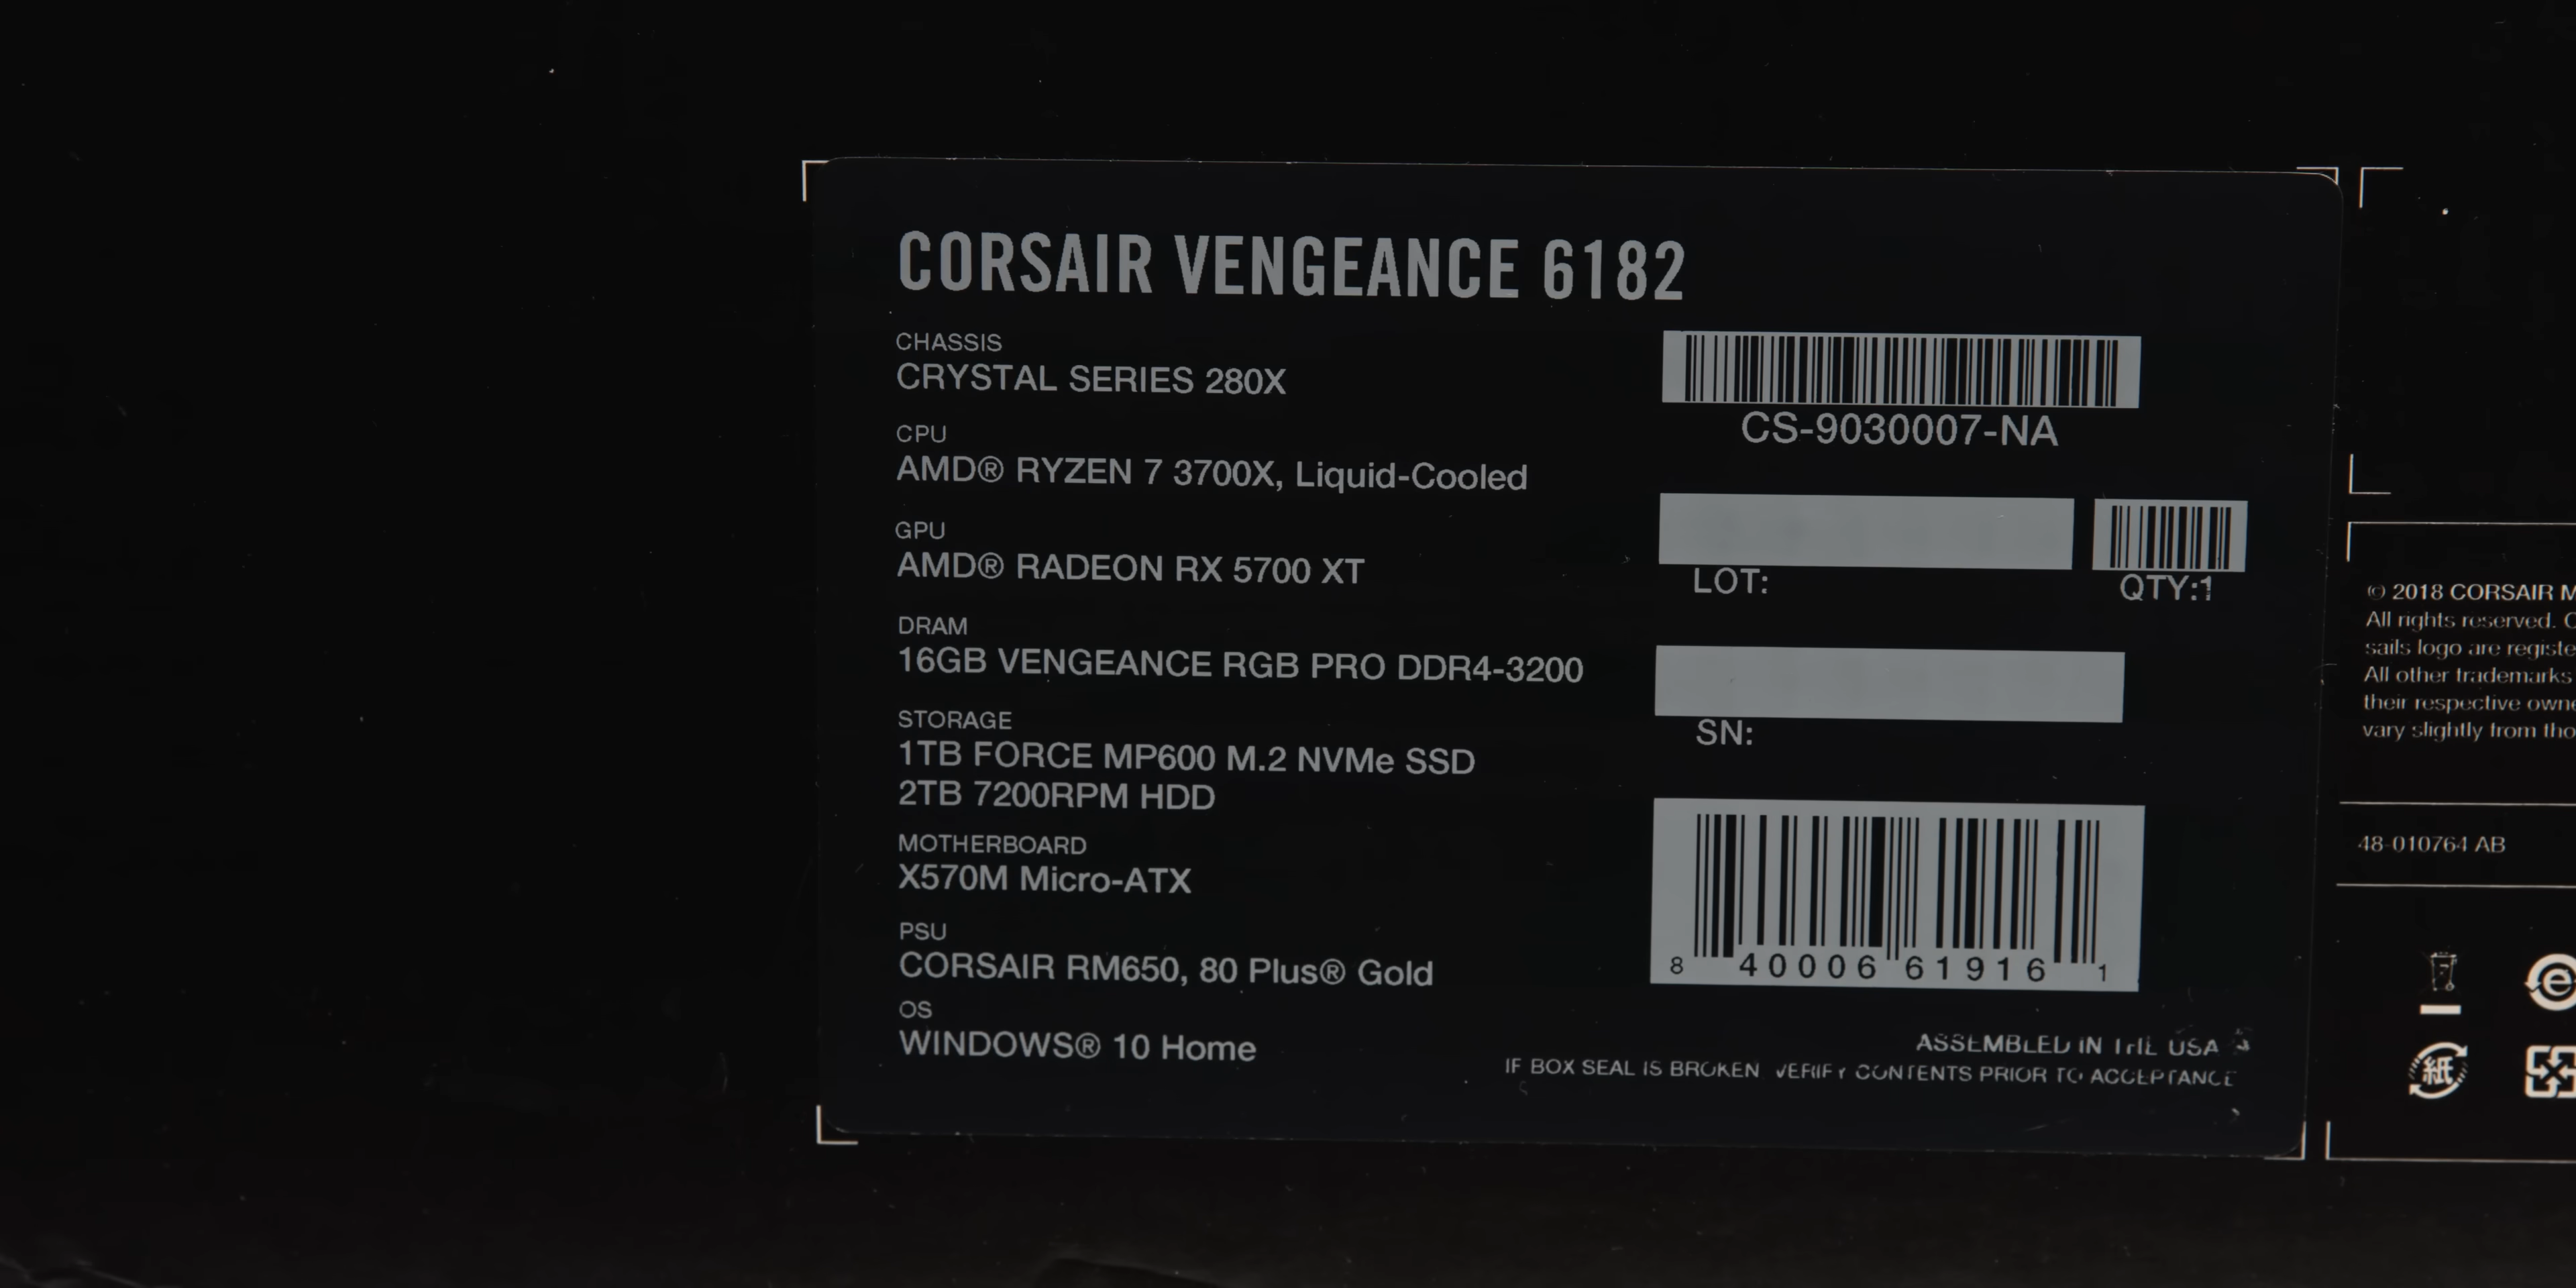 CORSAIR VENGEANCE 6182
CHASSIS
CRYSTAL SERIES 280X
CPU
AMD® RYZEN 7 3700X, Liquid-Cooled
GPU
AMD® RADEON RX 5700 XT
DRAM
16GB VENGEANCE RGB PRO DDR4-3200
STORAGE
1TB FORCE MP600 M.2 NVMe SSD
2TB 7200RPM HDD
MOTHERBOARD
X570M Micro-ATX
PSU
CORSAIR RM650, 80 Plus® Gold
OS
WINDOWS® 10 Home
CS-9030007-NA
LOT:
QTY:1
SN:
8 40006 61916 1
ASSEMBLED IN THE USA
IF BOX SEAL IS BROKEN VERIFY CONTENTS PRIOR TO ACCEPTANCE
© 2018 CORSAIR
All rights reserved.
sails logo are
All other trademarks
their respective
vary slightly from
48-010764 AB
紙